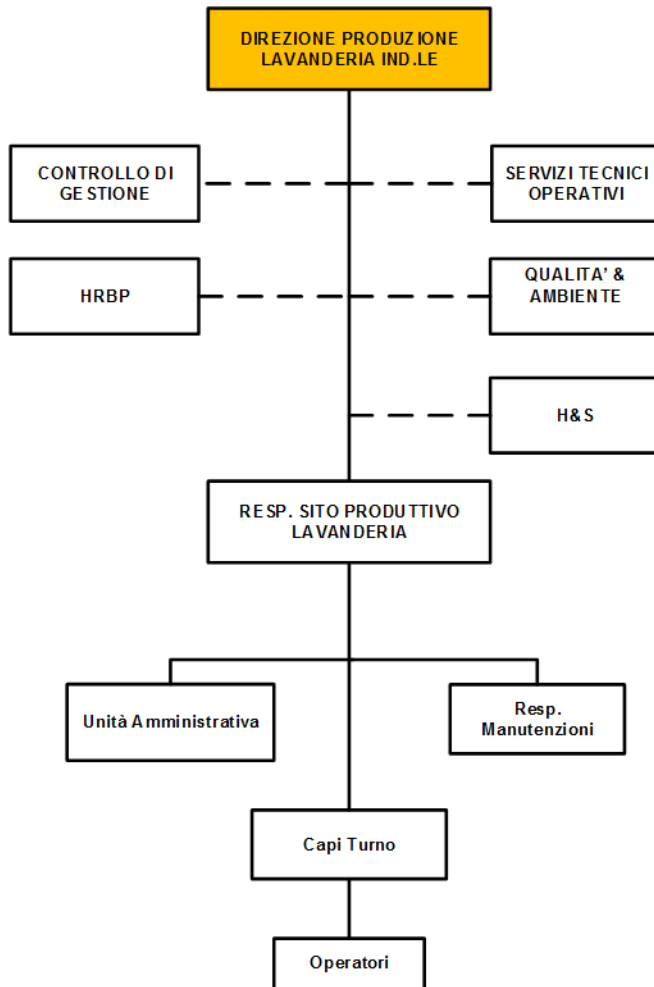 DIREZIONE PRODUZIONE
LAVANDERIA IND.LE
CONTROLLO DI
GESTIONE
SERVIZI TECNICI
OPERATIVI
HRBP
QUALITA' &
AMBIENTE
H&S
RESP. SITO PRODUTTIVO
LAVANDERIA
Unità Amministrativa
Resp.
Manutenzioni
Capi Turno
Operatori